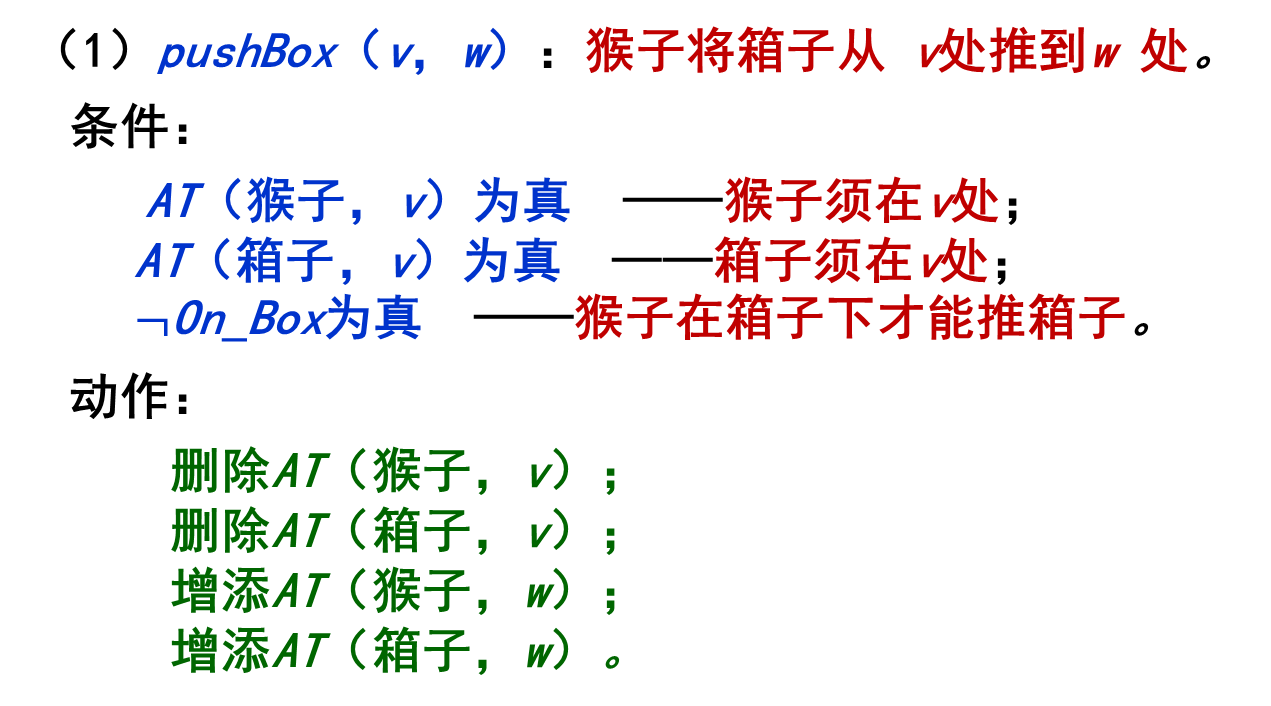 （1）pushBox（v，w）：猴子将箱子从 v处推到w 处。
条件：
AT（猴子，v）为真 ——猴子须在v处；
AT（箱子，v）为真 ——箱子须在v处；
¬On_Box为真 ——猴子在箱子下才能推箱子。
动作：
删除AT（猴子，v）；
删除AT（箱子，v）；
增添AT（猴子，w）；
增添AT（箱子，w）。